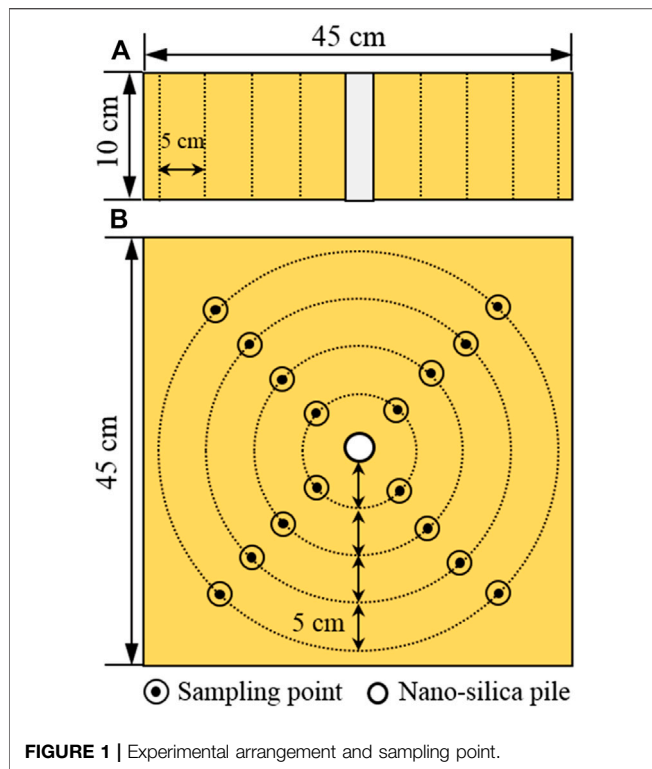 45 cm
A
10 cm
5 cm
B
45 cm
5 cm
Sampling point Nano-silica pile
FIGURE 1 | Experimental arrangement and sampling point.